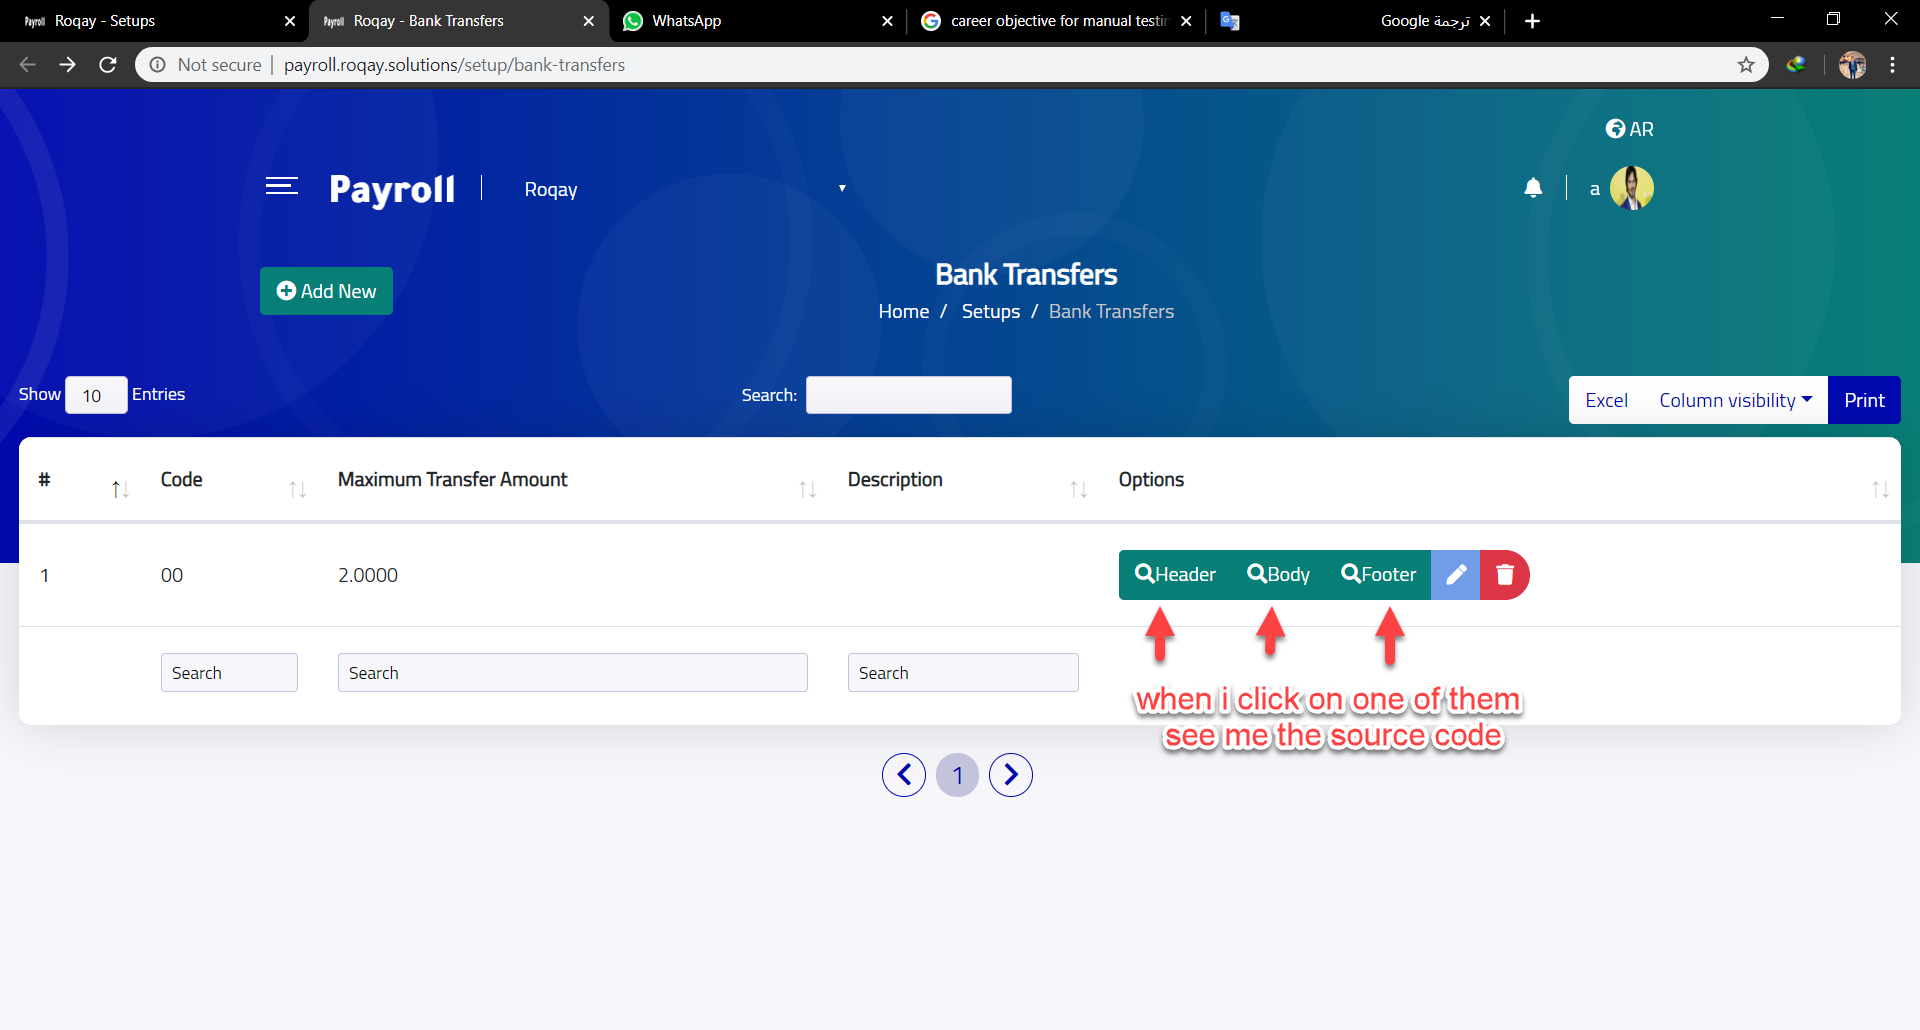 Payroll Roqay - Setups
Payroll Roqay - Bank Transfers
WhatsApp
career objective for manual testin
ترجمة Google
Not secure | payroll.roqay.solutions/setup/bank-transfers
AR
Payroll | Roqay
a
Add New
Bank Transfers
Home / Setups / Bank Transfers
Show 10 Entries
Search:
Excel Column visibility Print
# Code Maximum Transfer Amount Description Options
1 00 2.0000 Header Body Footer
Search Search Search
when i click on one of them
see me the source code
1